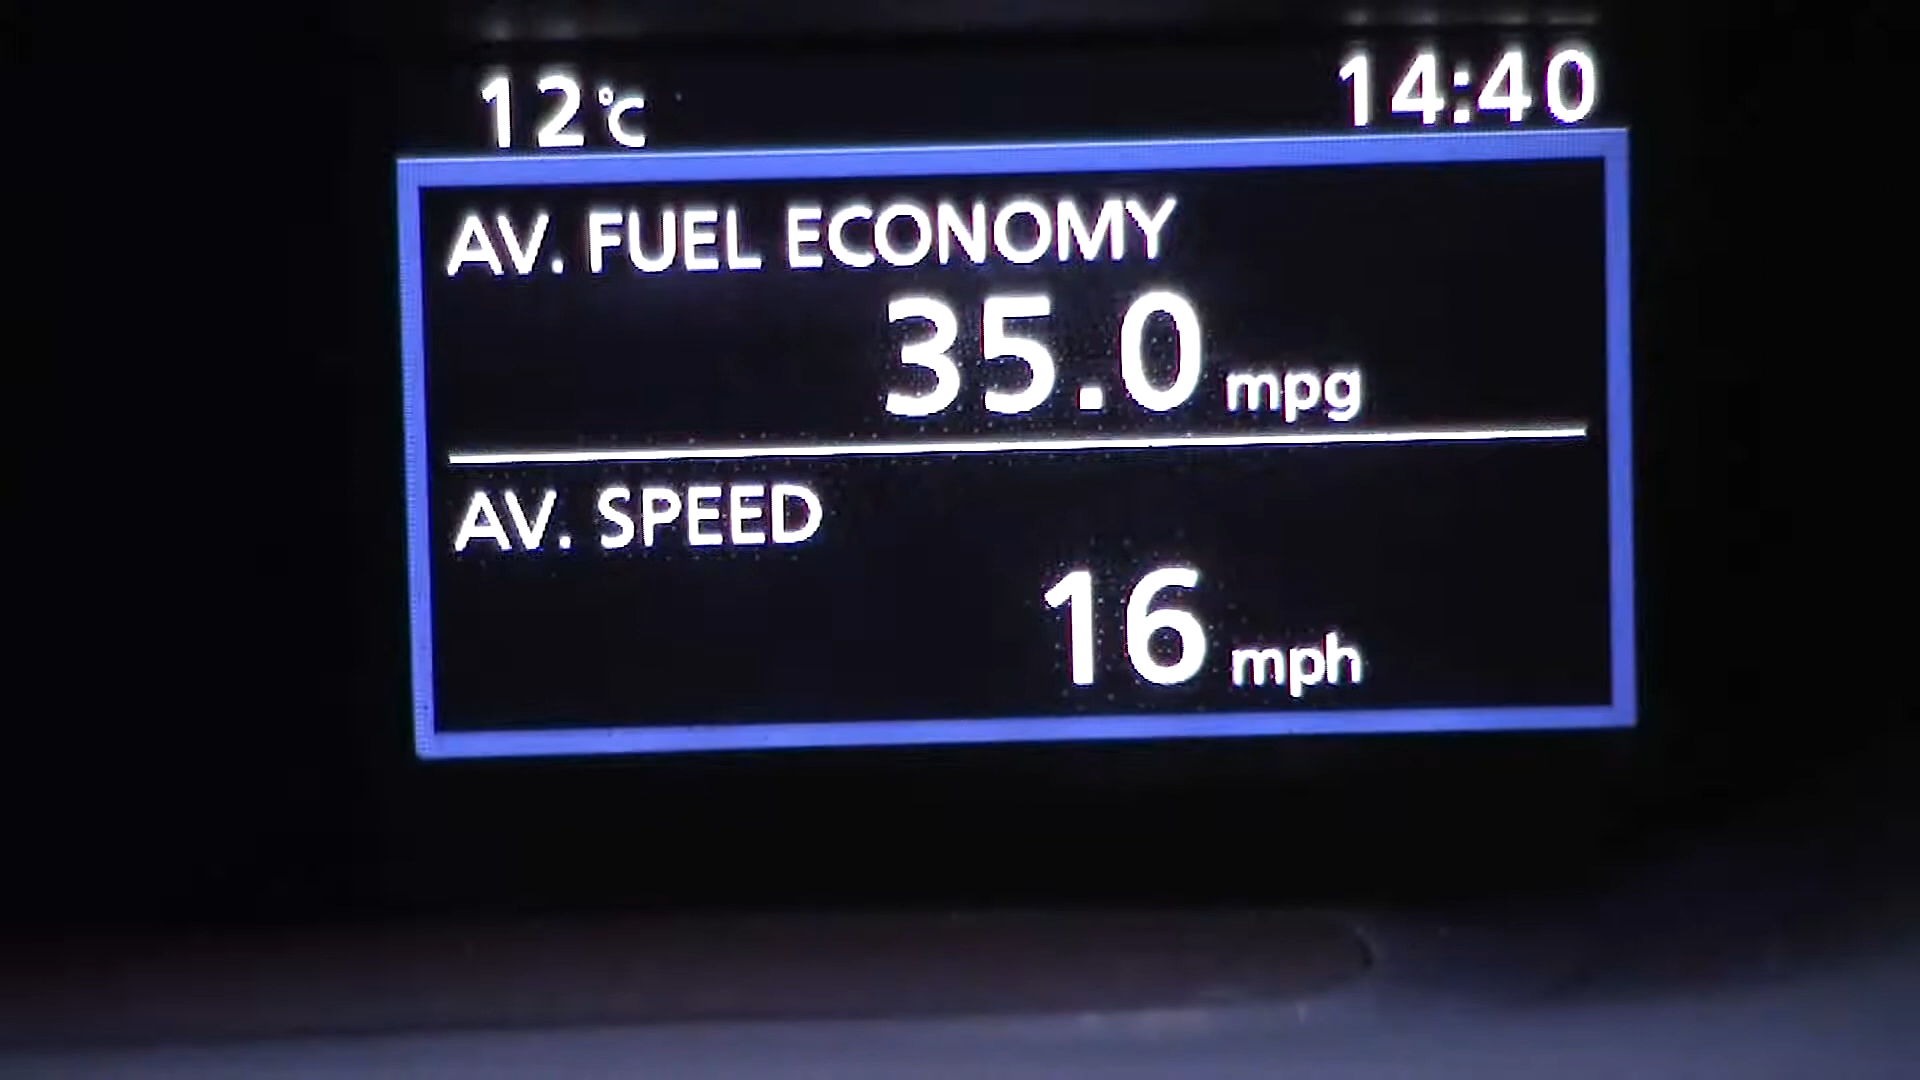 12°C 14:40
AV. FUEL ECONOMY
35.0 mpg
AV. SPEED
16 mph